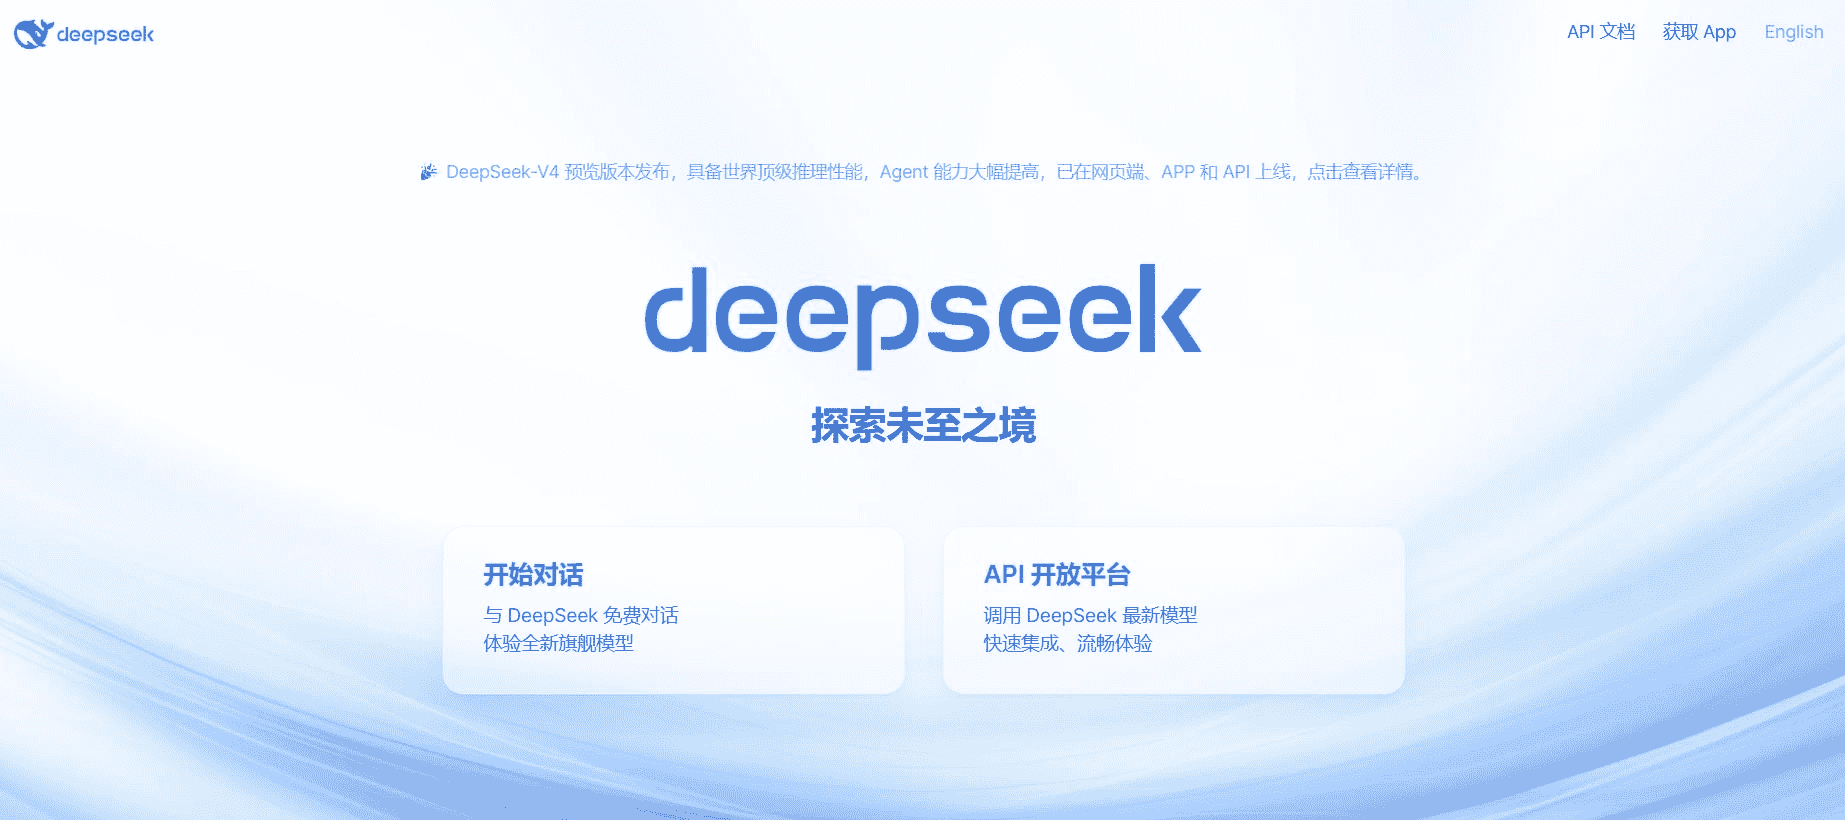 deepseek
API 文档
获取 App
English
DeepSeek-V4 预览版本发布，具备世界顶级推理性能，Agent 能力大幅提高，已在网页端、APP 和 API 上线，点击查看详情。
deepseek
探索未至之境
开始对话
与 DeepSeek 免费对话
体验全新旗舰模型
API 开放平台
调用 DeepSeek 最新模型
快速集成、流畅体验